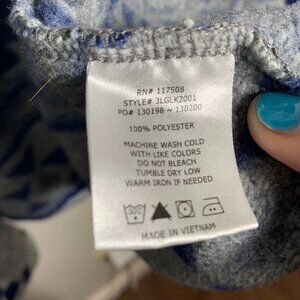 RN# 117508
STYLE# 3LGLK2001
PO# 130198 ~ 130200
100% POLYESTER
MACHINE WASH COLD
WITH LIKE COLORS
DO NOT BLEACH
TUMBLE DRY LOW
WARM IRON IF NEEDED
MADE IN VIETNAM